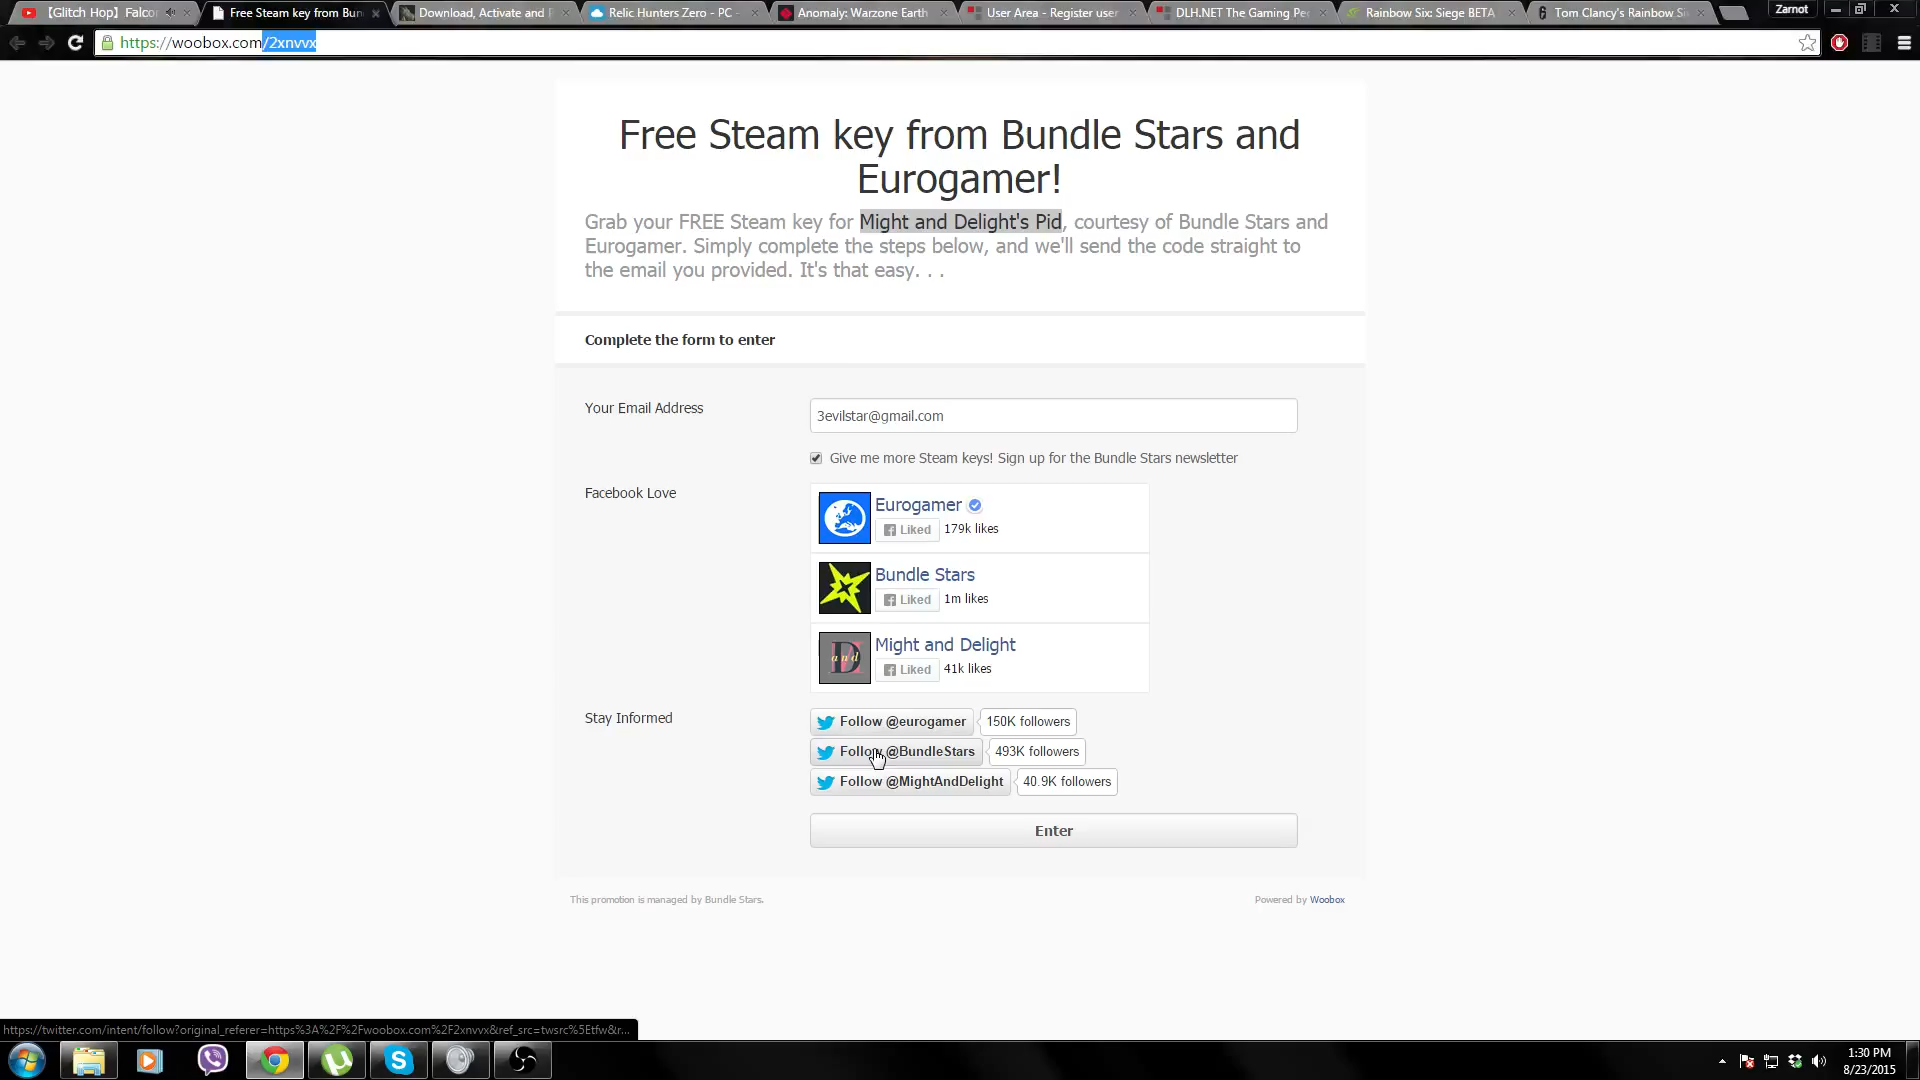 【Glitch Hop】Falco
Free Steam key from Bun
Download, Activate and P
Relic Hunters Zero - PC -
Anomaly: Warzone Earth
User Area - Register user
DLH.NET The Gaming Pe
Rainbow Six: Siege BETA
Tom Clancy's Rainbow Si
Zarnot
https://woobox.com/2xnvvx
Free Steam key from Bundle Stars and
Eurogamer!
Grab your FREE Steam key for Might and Delight's Pid, courtesy of Bundle Stars and
Eurogamer. Simply complete the steps below, and we'll send the code straight to
the email you provided. It's that easy. . .
Complete the form to enter
Your Email Address
3evilstar@gmail.com
Give me more Steam keys! Sign up for the Bundle Stars newsletter
Facebook Love
Eurogamer
Liked 179k likes
Bundle Stars
Liked 1m likes
D and
Might and Delight
Liked 41k likes
Stay Informed
Follow @eurogamer 150K followers
Follow @BundleStars 493K followers
Follow @MightAndDelight 40.9K followers
Enter
This promotion is managed by Bundle Stars.
Powered by Woobox
https://twitter.com/intent/follow?original_referer=https%3A%2F%2Fwoobox.com%2F2xnvvx&ref_src=twsrc%5Etfw&r...
1:30 PM
8/23/2015